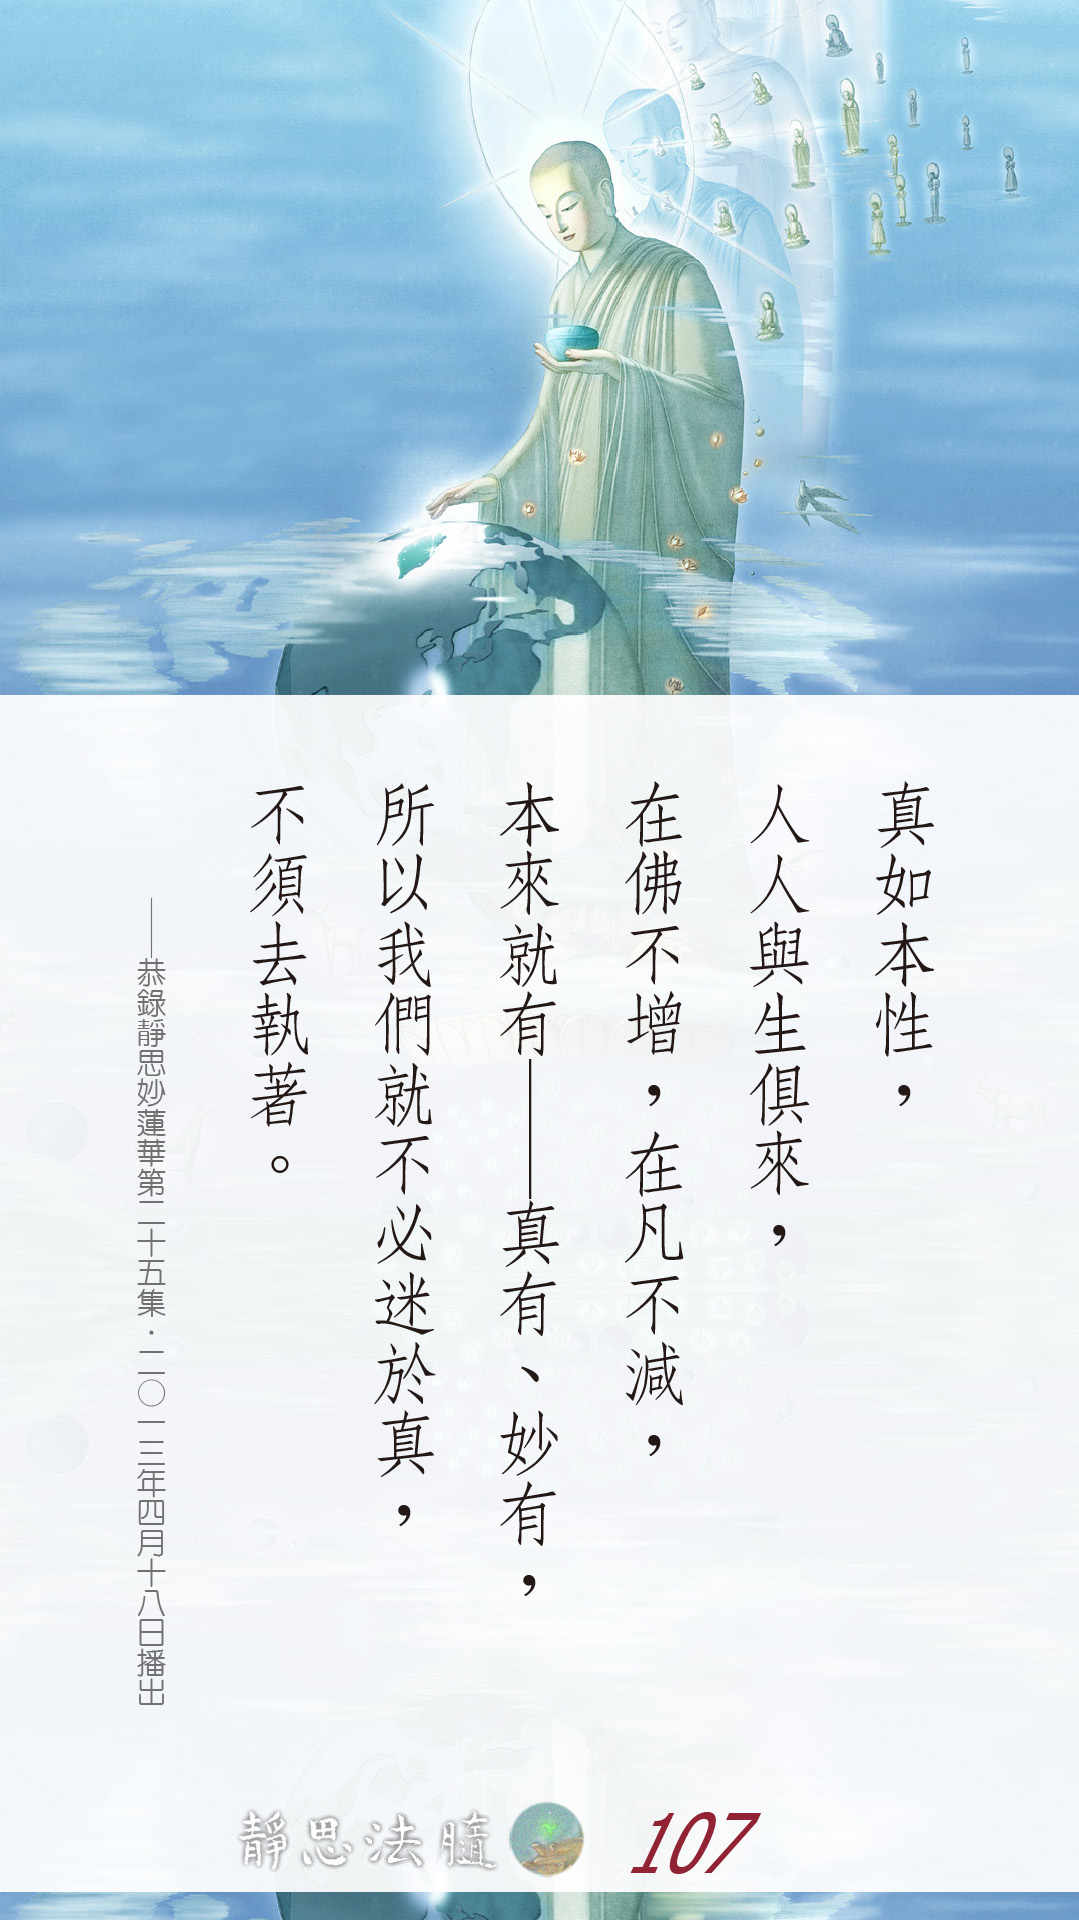 真如本性，
人人與生俱來，
在佛不增，在凡不減，
本來就有——真有、妙有，
所以我們就不必迷於真，
不須去執著。
——恭錄靜思妙蓮華第二十五集．二〇一三年四月十八日播出
靜思法髓
107